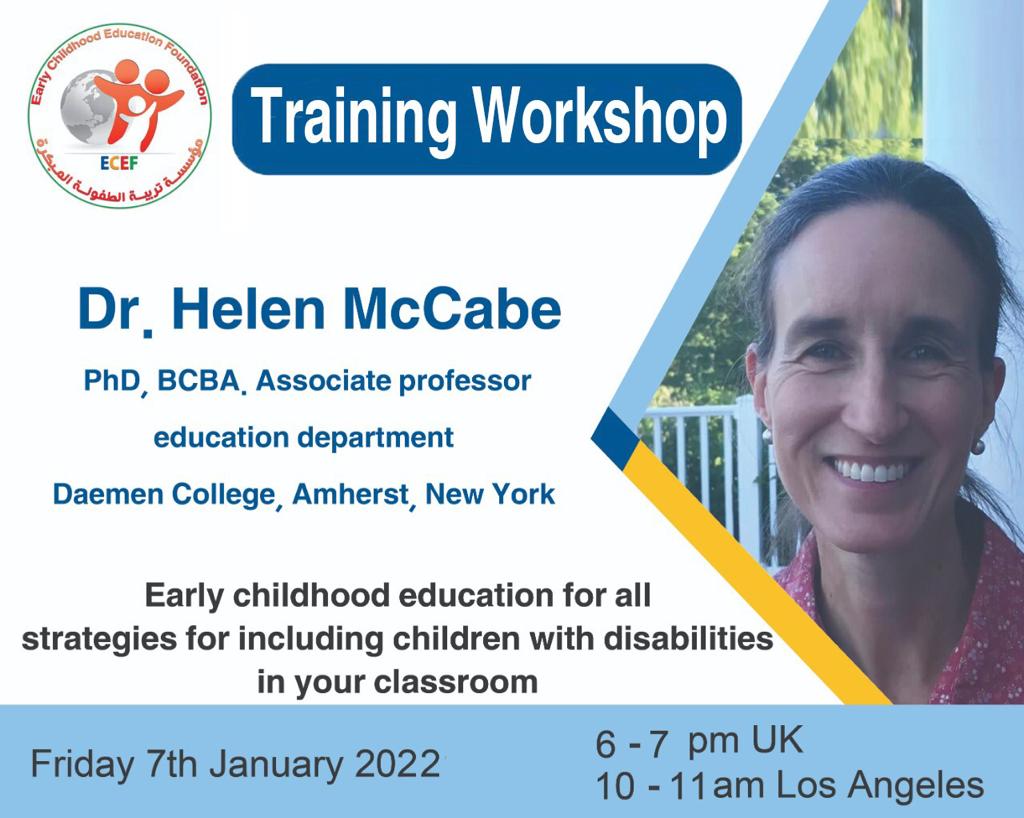 Early Childhood Education Foundation
ECEF
مؤسسة تربية الطفولة المبكرة
Training Workshop
Dr. Helen McCabe
PhD, BCBA. Associate professor
education department
Daemen College, Amherst, New York
Early childhood education for all
strategies for including children with disabilities
in your classroom
Friday 7th January 2022
6 - 7 pm UK
10 - 11am Los Angeles